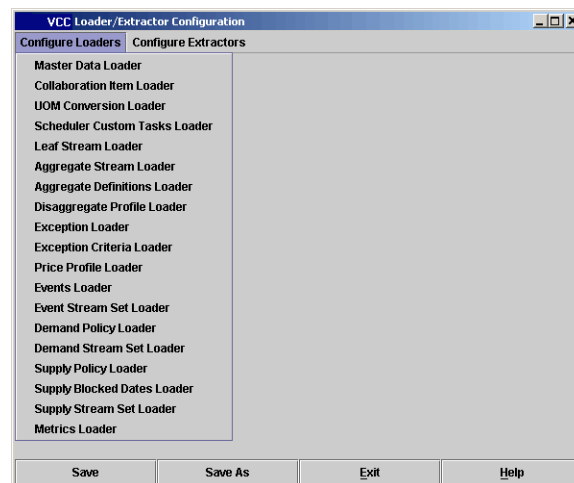 VCC Loader/Extractor Configuration
Configure Loaders Configure Extractors
Master Data Loader
Collaboration Item Loader
UOM Conversion Loader
Scheduler Custom Tasks Loader
Leaf Stream Loader
Aggregate Stream Loader
Aggregate Definitions Loader
Disaggregate Profile Loader
Exception Loader
Exception Criteria Loader
Price Profile Loader
Events Loader
Event Stream Set Loader
Demand Policy Loader
Demand Stream Set Loader
Supply Policy Loader
Supply Blocked Dates Loader
Supply Stream Set Loader
Metrics Loader
Save Save As Exit Help